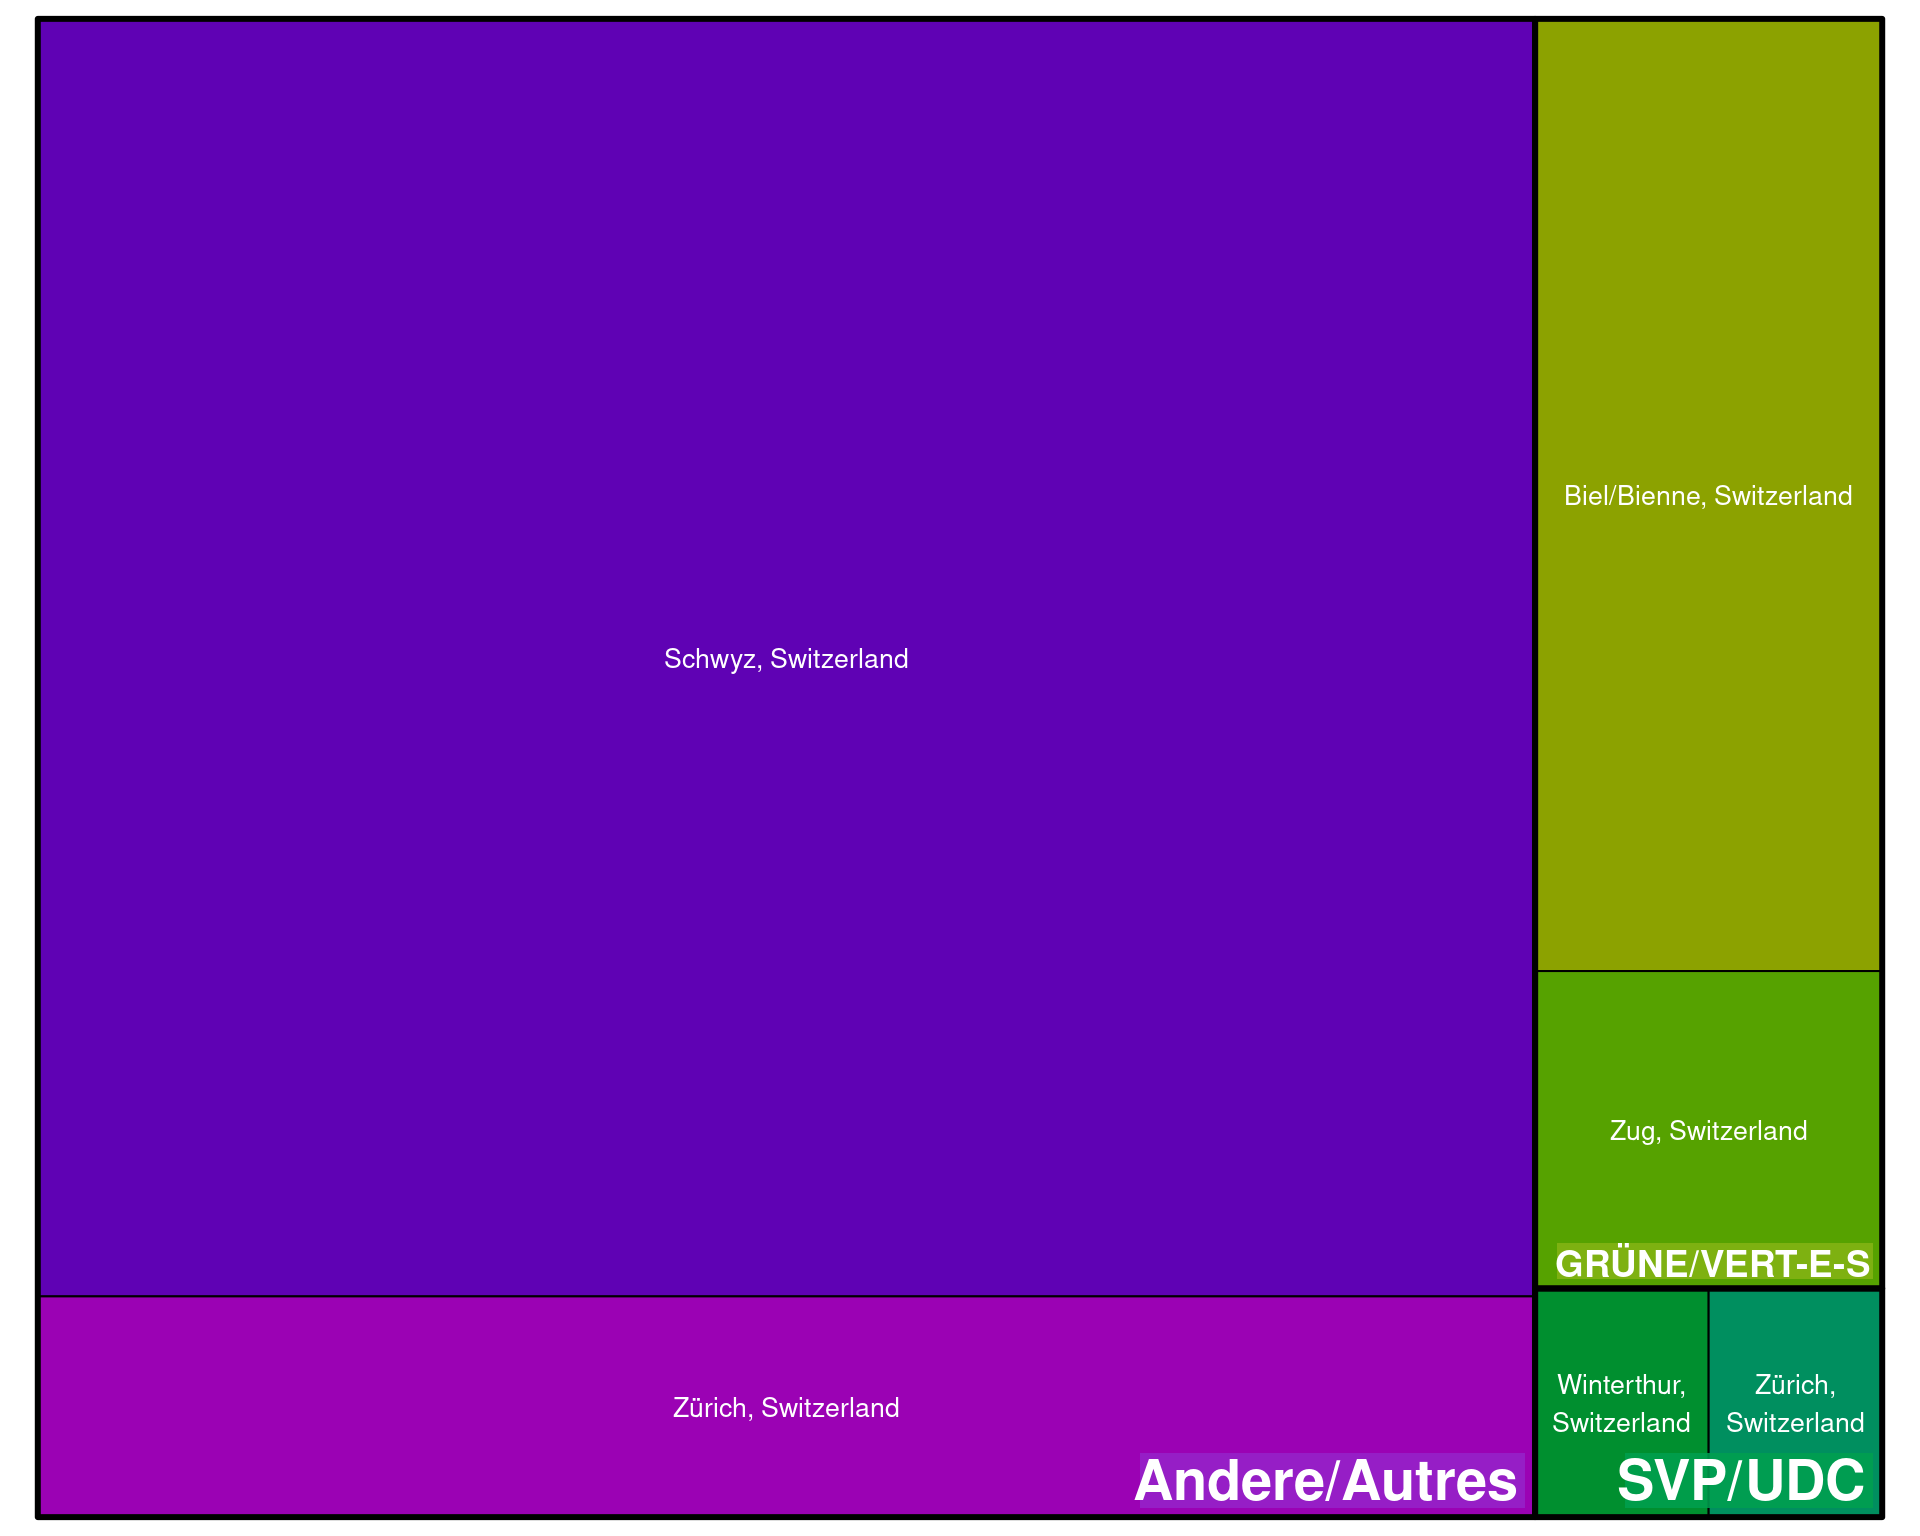 Schwyz, Switzerland
Zürich, Switzerland
Andere/Autres
Biel/Bienne, Switzerland
Zug, Switzerland
GRÜNE/VERT-E-S
Winterthur,
Switzerland
Zürich,
Switzerland
SVP/UDC